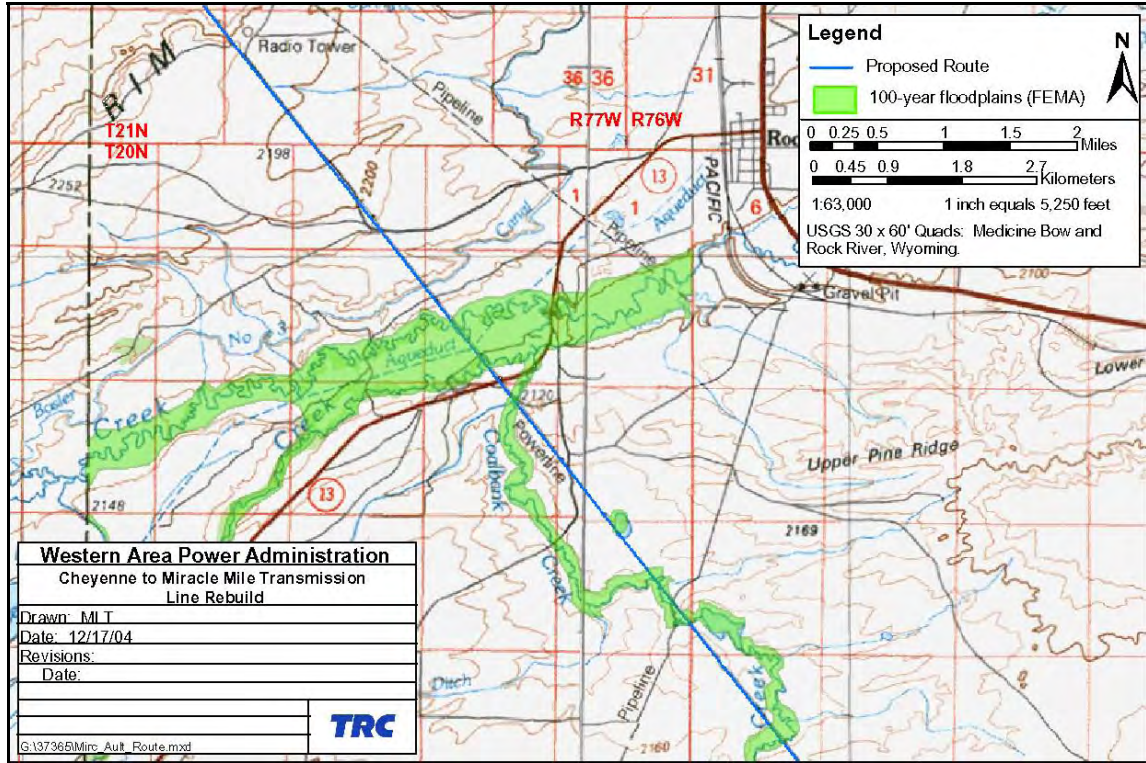 Radio Tower
RIM
Pipeline
36 36
31
R77W R76W
T21N
T20N
2198
2200
2252
13
1
1
6
PACIFIC
Aqueduct
Canal
Pipeline
Gravel Pit
2100
Lower
No 3
Aqueduct
Bosler
Creek
Creek
2120
Powerline
Coalbank
Creek
13
2148
Upper Pine Ridge
2169
Ditch
Pipeline
Creek
2160
Legend
N
Proposed Route
100-year floodplains (FEMA)
0 0.25 0.5 1 1.5 2
Miles
0 0.45 0.9 1.8 2.7
Kilometers
1:63,000 1 inch equals 5,250 feet
USGS 30 x 60' Quads: Medicine Bow and
Rock River, Wyoming.
Western Area Power Administration
Cheyenne to Miracle Mile Transmission
Line Rebuild
Drawn: MLT
Date: 12/17/04
Revisions:
Date:
TRC
G:\37365\Mirc_Ault_Route.mxd